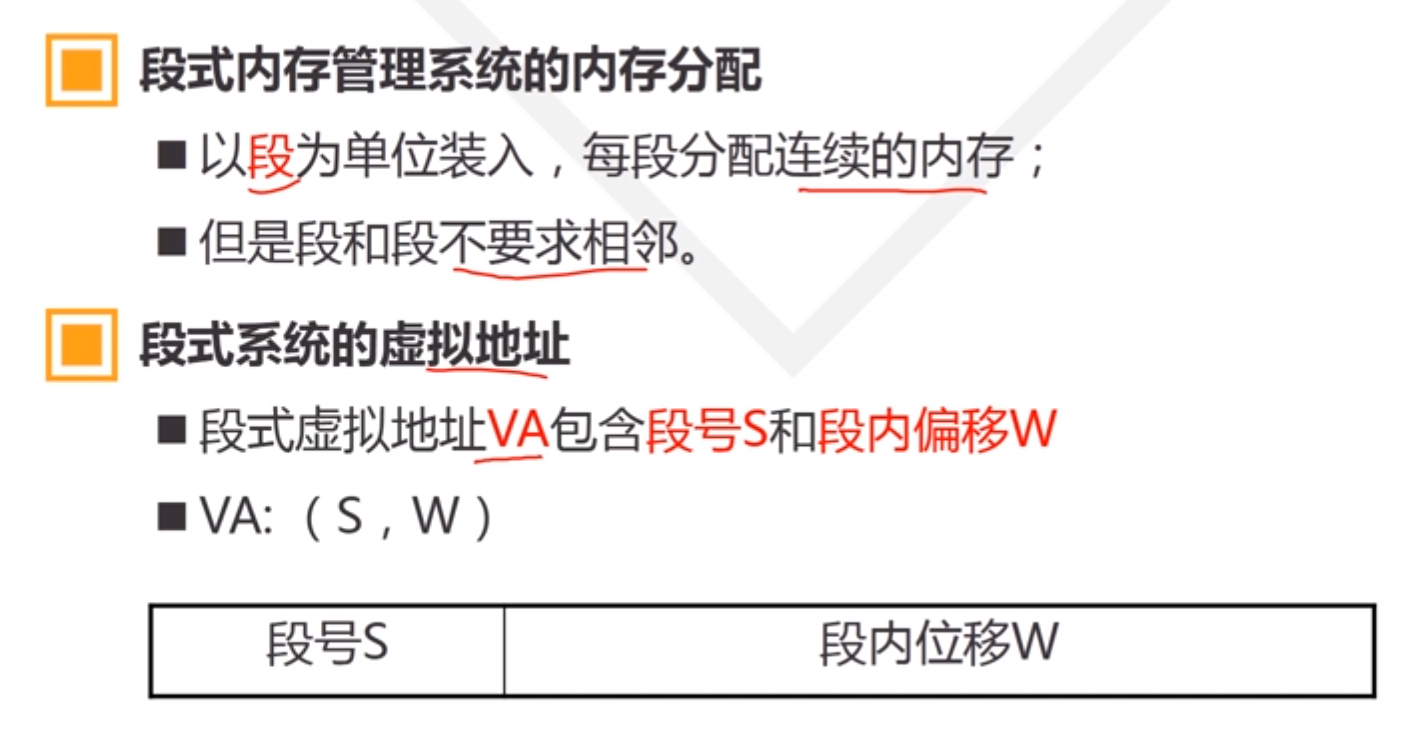 段式内存管理系统的内存分配
以段为单位装入，每段分配连续的内存；
但是段和段不要求相邻。
段式系统的虚拟地址
段式虚拟地址VA包含段号S和段内偏移W
VA:（S，W）
段号S 段内位移W